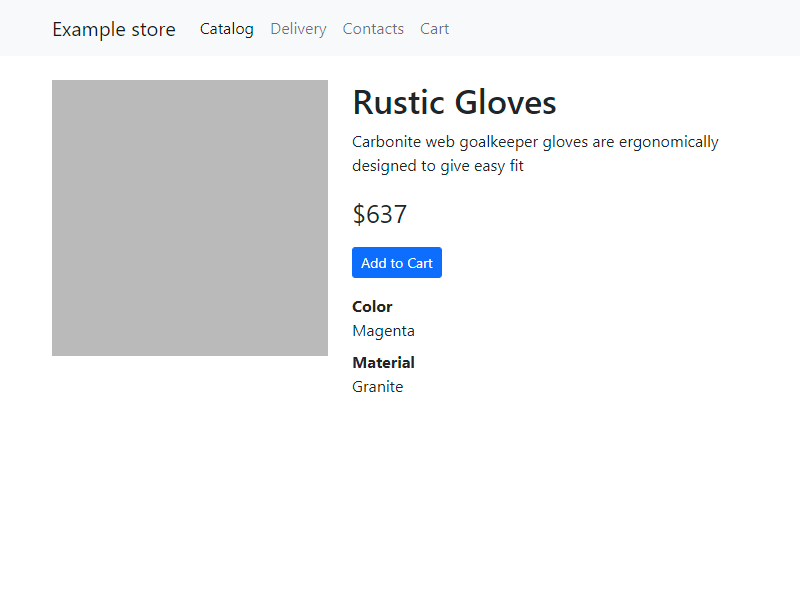 Example store Catalog Delivery Contacts Cart
Rustic Gloves
Carbonite web goalkeeper gloves are ergonomically
designed to give easy fit
$637
Add to Cart
Color
Magenta
Material
Granite